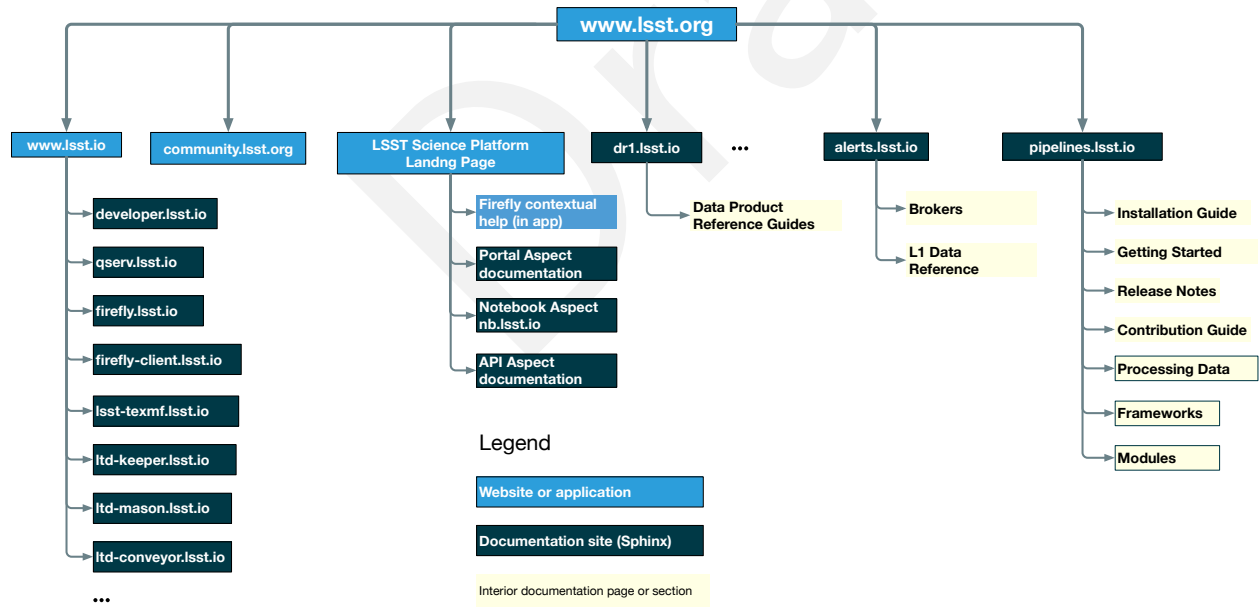 www.lsst.org
www.lsst.io
community.lsst.org
LSST Science Platform
Landng Page
dr1.lsst.io
...
alerts.lsst.io
pipelines.lsst.io
developer.lsst.io
qserv.lsst.io
firefly.lsst.io
firefly-client.lsst.io
lsst-texmf.lsst.io
ltd-keeper.lsst.io
ltd-mason.lsst.io
ltd-conveyor.lsst.io
...
Firefly contextual
help (in app)
Portal Aspect
documentation
Notebook Aspect
nb.lsst.io
API Aspect
documentation
Data Product
Reference Guides
Brokers
L1 Data
Reference
Installation Guide
Getting Started
Release Notes
Contribution Guide
Processing Data
Frameworks
Modules
Legend
Website or application
Documentation site (Sphinx)
Interior documentation page or section